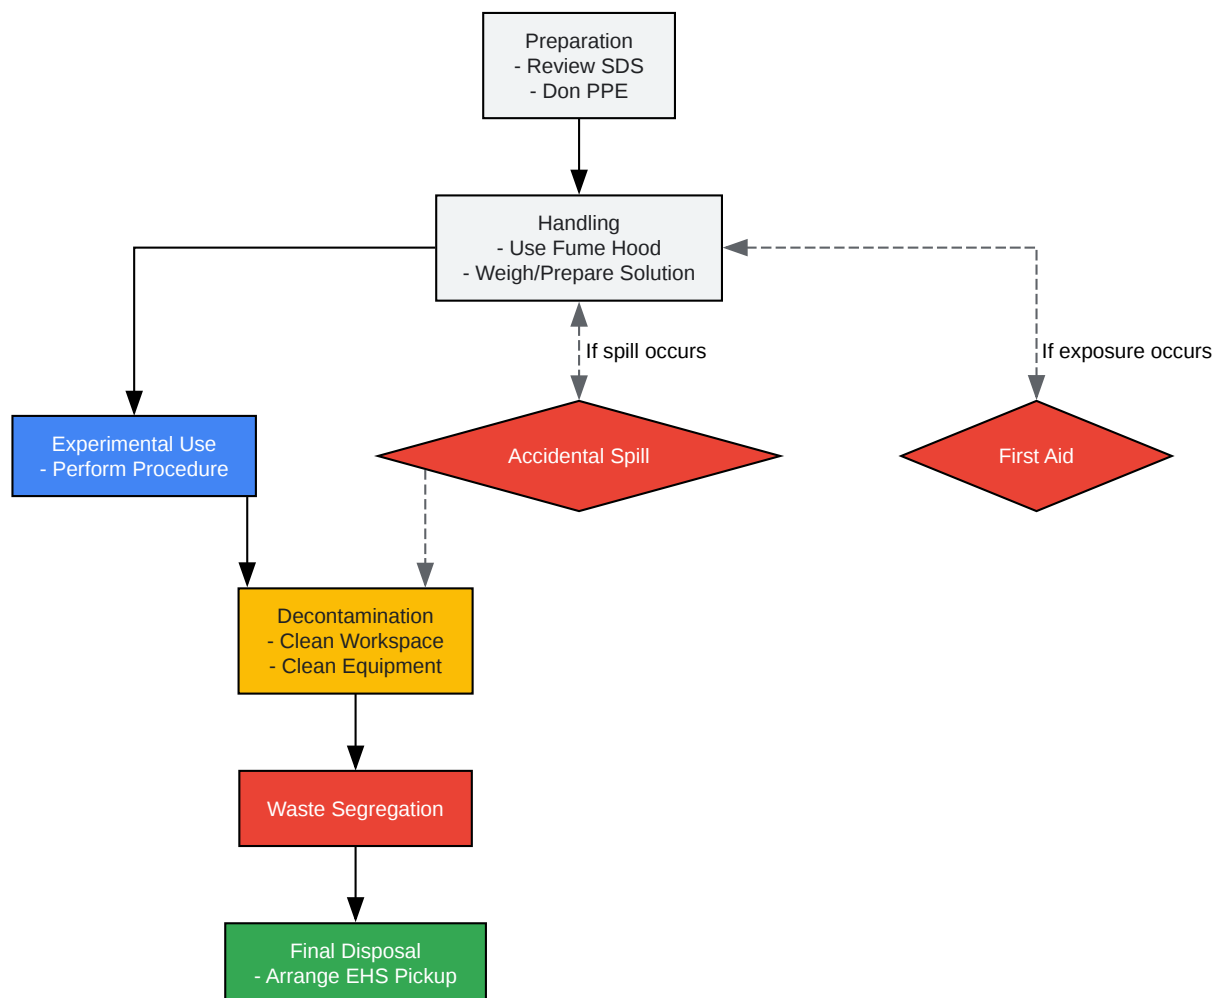 Preparation
- Review SDS
- Don PPE
Handling
- Use Fume Hood
- Weigh/Prepare Solution
If spill occurs
If exposure occurs
Experimental Use
- Perform Procedure
Accidental Spill
First Aid
Decontamination
- Clean Workspace
- Clean Equipment
Waste Segregation
Final Disposal
- Arrange EHS Pickup